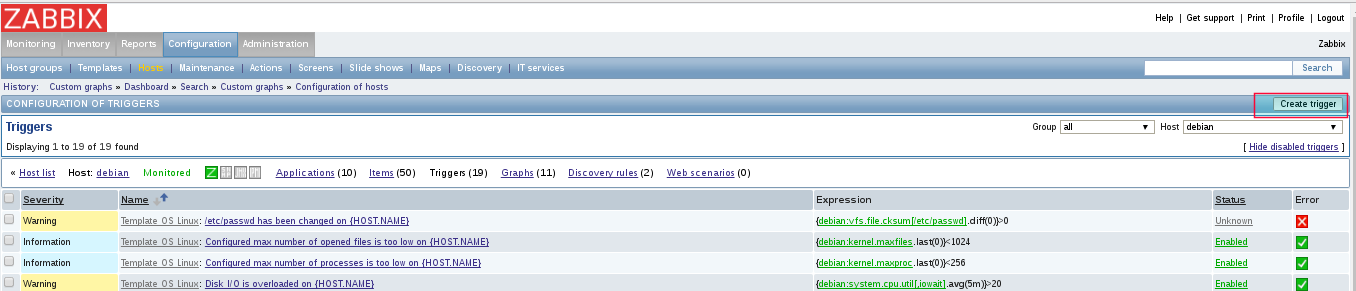 ZABBIX
Help | Get support | Print | Profile | Logout
Monitoring Inventory Reports Configuration Administration Zabbix
Host groups | Templates | Hosts | Maintenance | Actions | Screens | Slide shows | Maps | Discovery | IT services Search
History: Custom graphs » Dashboard » Search » Custom graphs » Configuration of hosts
CONFIGURATION OF TRIGGERS Create trigger
Triggers Group all Host debian
Displaying 1 to 19 of 19 found [ Hide disabled triggers ]
« Host list Host: debian Monitored Z Applications (10) Items (50) Triggers (19) Graphs (11) Discovery rules (2) Web scenarios (0)
Severity Name Expression Status Error
Warning Template OS Linux: /etc/passwd has been changed on {HOST.NAME} {debian:vfs.file.cksum[/etc/passwd].diff(0)}>0 Unknown
Information Template OS Linux: Configured max number of opened files is too low on {HOST.NAME} {debian:kernel.maxfiles.last(0)}<1024 Enabled
Information Template OS Linux: Configured max number of processes is too low on {HOST.NAME} {debian:kernel.maxproc.last(0)}<256 Enabled
Warning Template OS Linux: Disk I/O is overloaded on {HOST.NAME} {debian:system.cpu.util[,iowait].avg(5m)}>20 Enabled